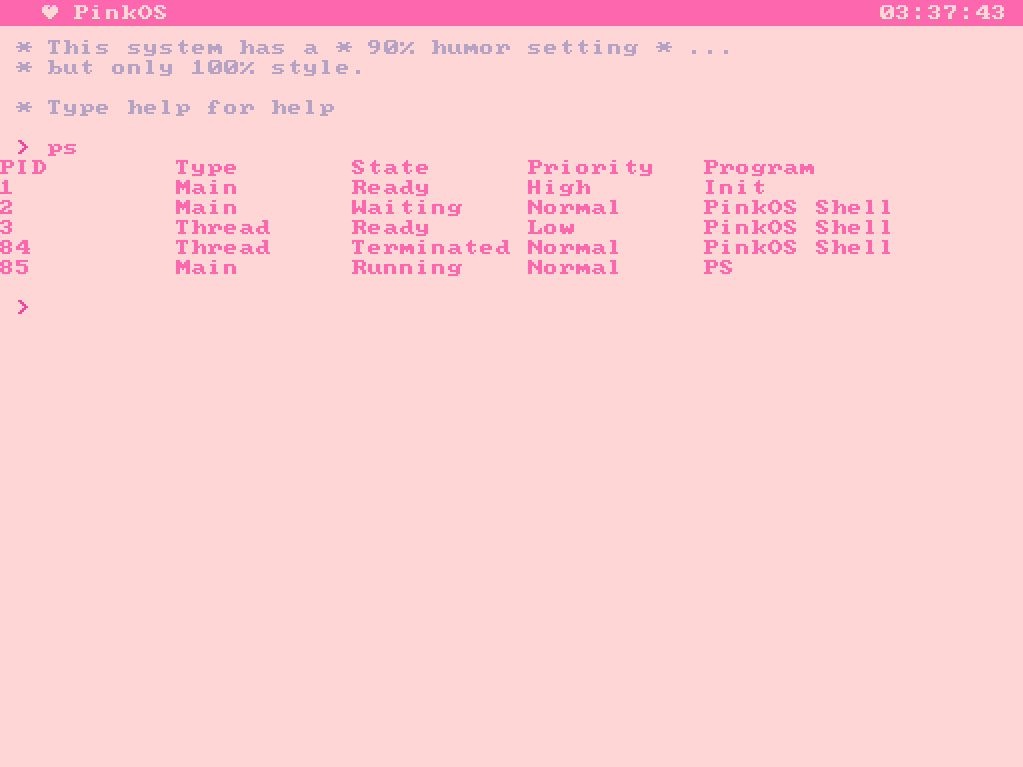 ♥ PinkOS 03:37:43
* This system has a * 90% humor setting * ...
* but only 100% style.
* Type help for help
> ps
PID Type State Priority Program
1 Main Ready High Init
2 Main Waiting Normal PinkOS Shell
3 Thread Ready Low PinkOS Shell
84 Thread Terminated Normal PinkOS Shell
85 Main Running Normal PS
>